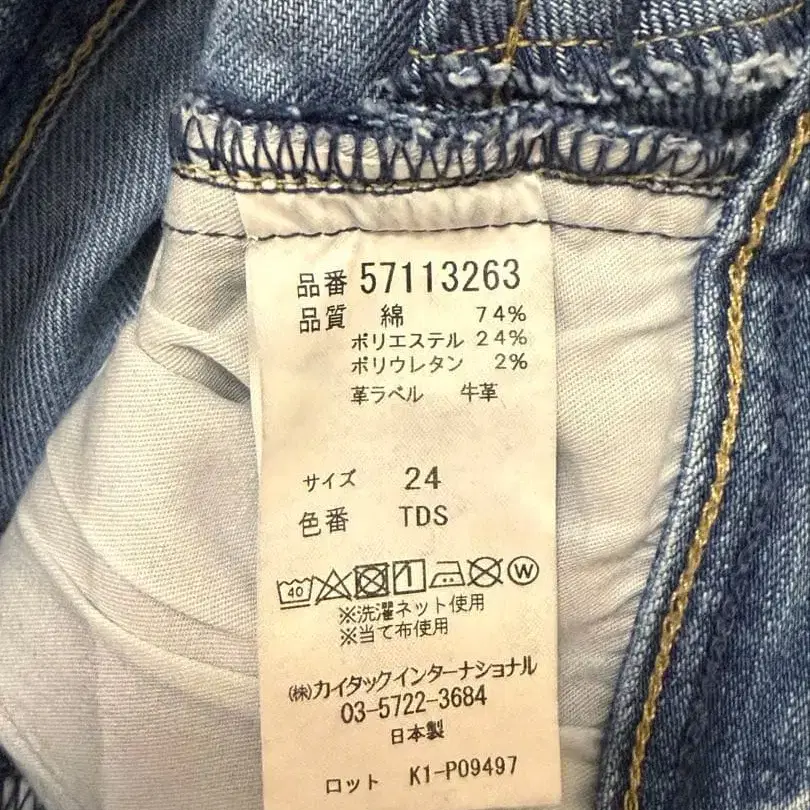 品番 57113263
品質 綿 74%
ポリエステル 24%
ポリウレタン 2%
革ラベル 牛革
サイズ 24
色番 TDS
40 W
※洗濯ネット使用
※当て布使用
㈱カイタックインターナショナル
03-5722-3684
日本製
ロット K1-P09497